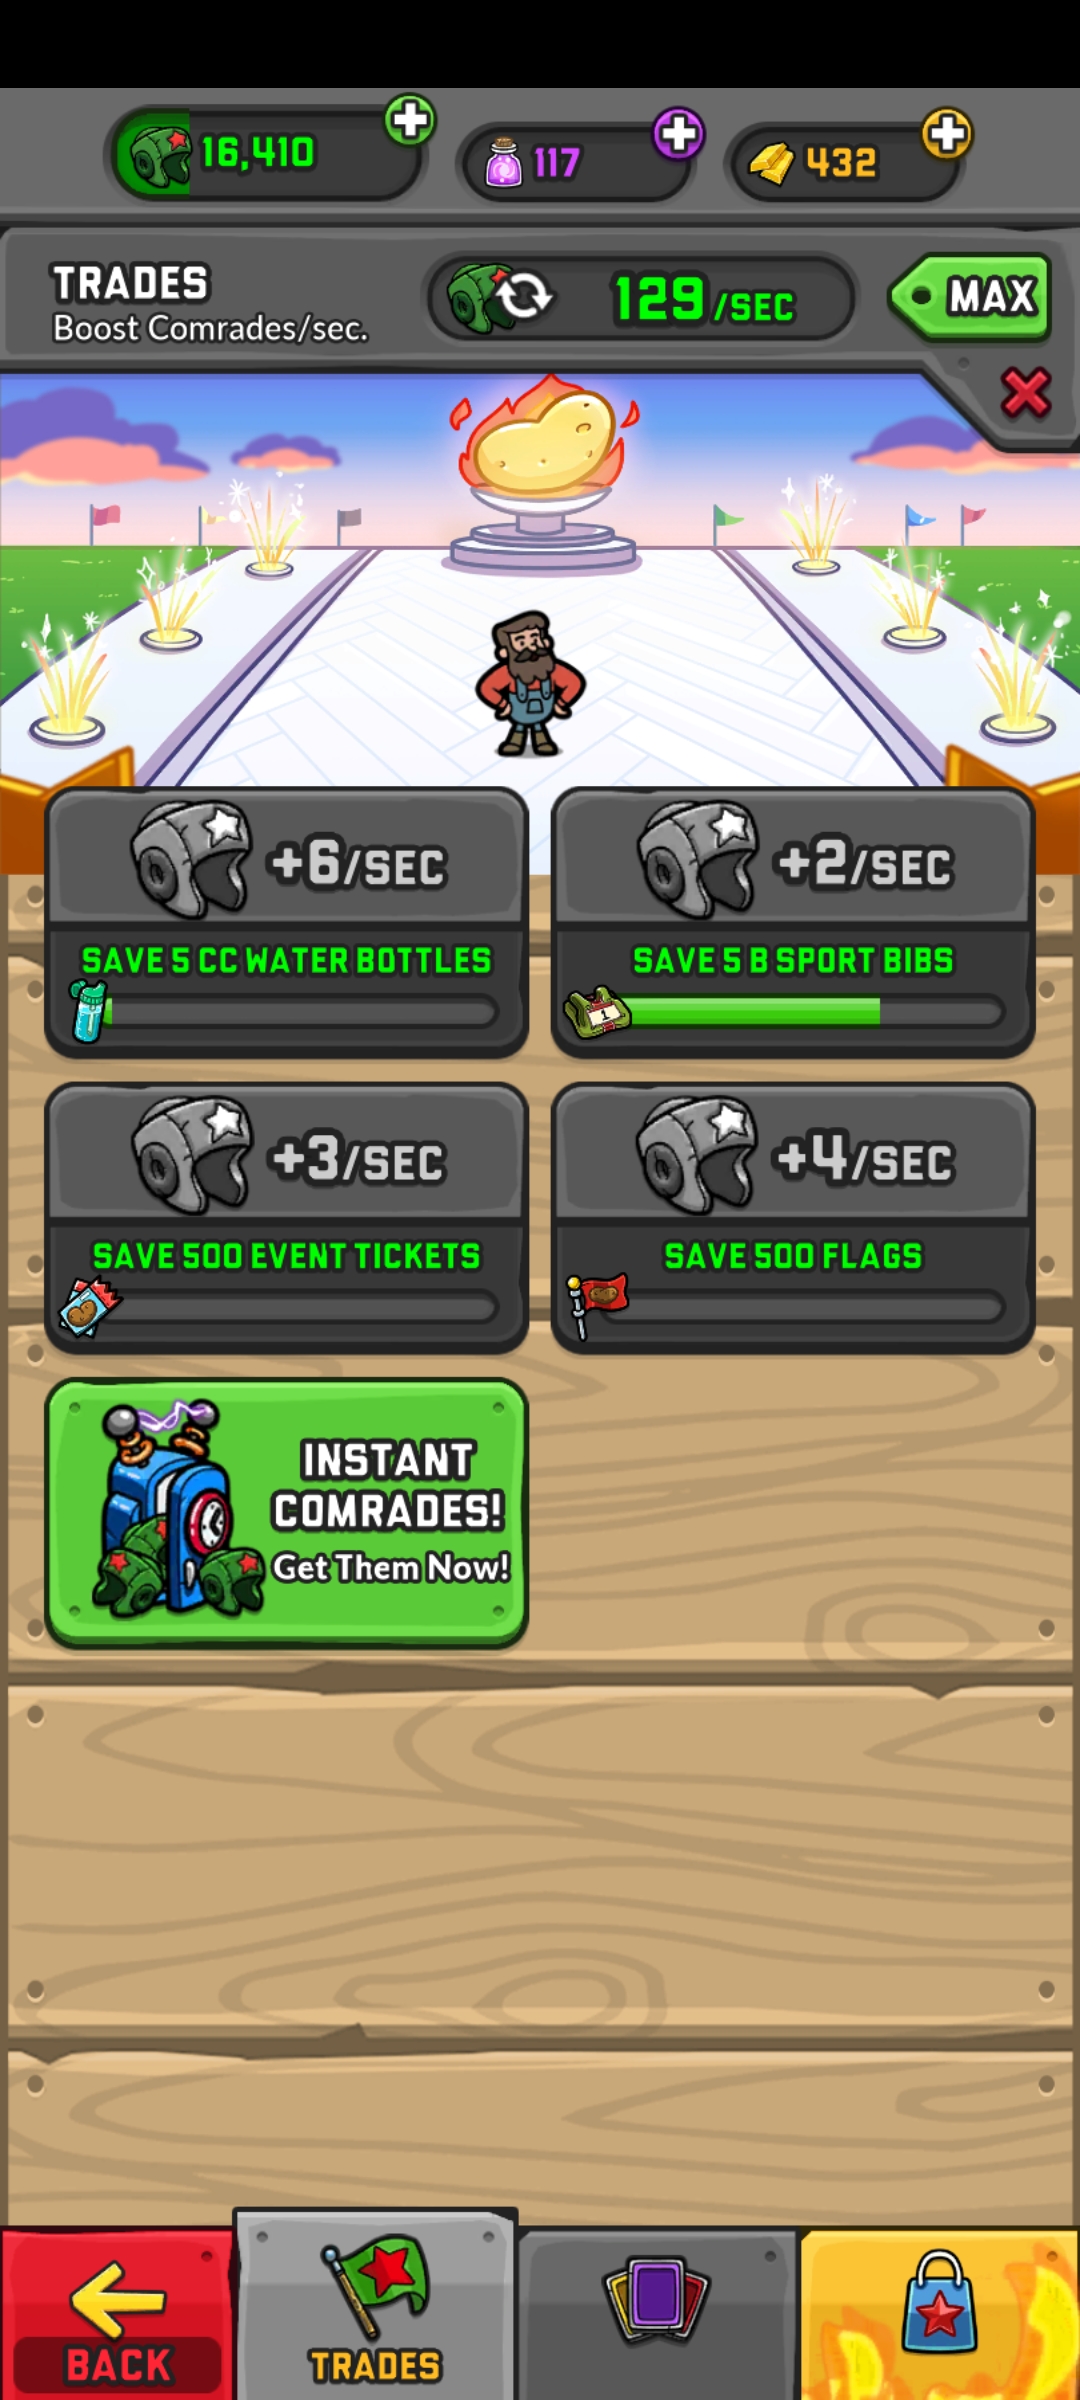 16,410
117
432
TRADES
Boost Comrades/sec.
129/SEC
MAX
+6/SEC
+2/SEC
SAVE 5 CC WATER BOTTLES
SAVE 5 B SPORT BIBS
1
+3/SEC
+4/SEC
SAVE 500 EVENT TICKETS
SAVE 500 FLAGS
INSTANT
COMRADES!
Get Them Now!
BACK
TRADES